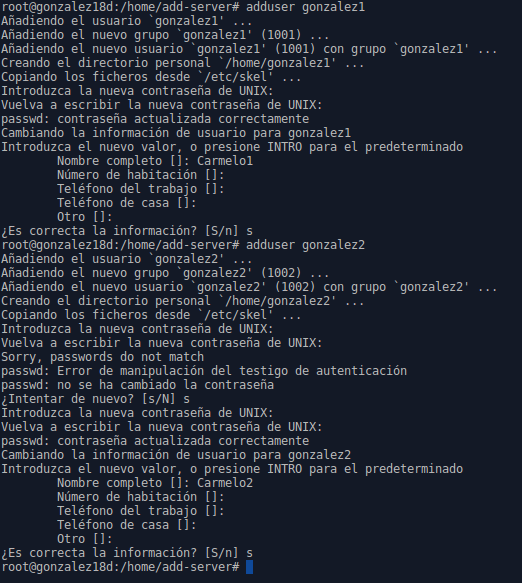 root@gonzalez18d:/home/add-server# adduser gonzalez1
Añadiendo el usuario `gonzalez1' ...
Añadiendo el nuevo grupo `gonzalez1' (1001) ...
Añadiendo el nuevo usuario `gonzalez1' (1001) con grupo `gonzalez1' ...
Creando el directorio personal `/home/gonzalez1' ...
Copiando los ficheros desde `/etc/skel' ...
Introduzca la nueva contraseña de UNIX:
Vuelva a escribir la nueva contraseña de UNIX:
passwd: contraseña actualizada correctamente
Cambiando la información de usuario para gonzalez1
Introduzca el nuevo valor, o presione INTRO para el predeterminado
        Nombre completo []: Carmelo1
        Número de habitación []:
        Teléfono del trabajo []:
        Teléfono de casa []:
        Otro []:
¿Es correcta la información? [S/n] s
root@gonzalez18d:/home/add-server# adduser gonzalez2
Añadiendo el usuario `gonzalez2' ...
Añadiendo el nuevo grupo `gonzalez2' (1002) ...
Añadiendo el nuevo usuario `gonzalez2' (1002) con grupo `gonzalez2' ...
Creando el directorio personal `/home/gonzalez2' ...
Copiando los ficheros desde `/etc/skel' ...
Introduzca la nueva contraseña de UNIX:
Vuelva a escribir la nueva contraseña de UNIX:
Sorry, passwords do not match
passwd: Error de manipulación del testigo de autenticación
passwd: no se ha cambiado la contraseña
¿Intentar de nuevo? [s/N] s
Introduzca la nueva contraseña de UNIX:
Vuelva a escribir la nueva contraseña de UNIX:
passwd: contraseña actualizada correctamente
Cambiando la información de usuario para gonzalez2
Introduzca el nuevo valor, o presione INTRO para el predeterminado
        Nombre completo []: Carmelo2
        Número de habitación []:
        Teléfono del trabajo []:
        Teléfono de casa []:
        Otro []:
¿Es correcta la información? [S/n] s
root@gonzalez18d:/home/add-server#